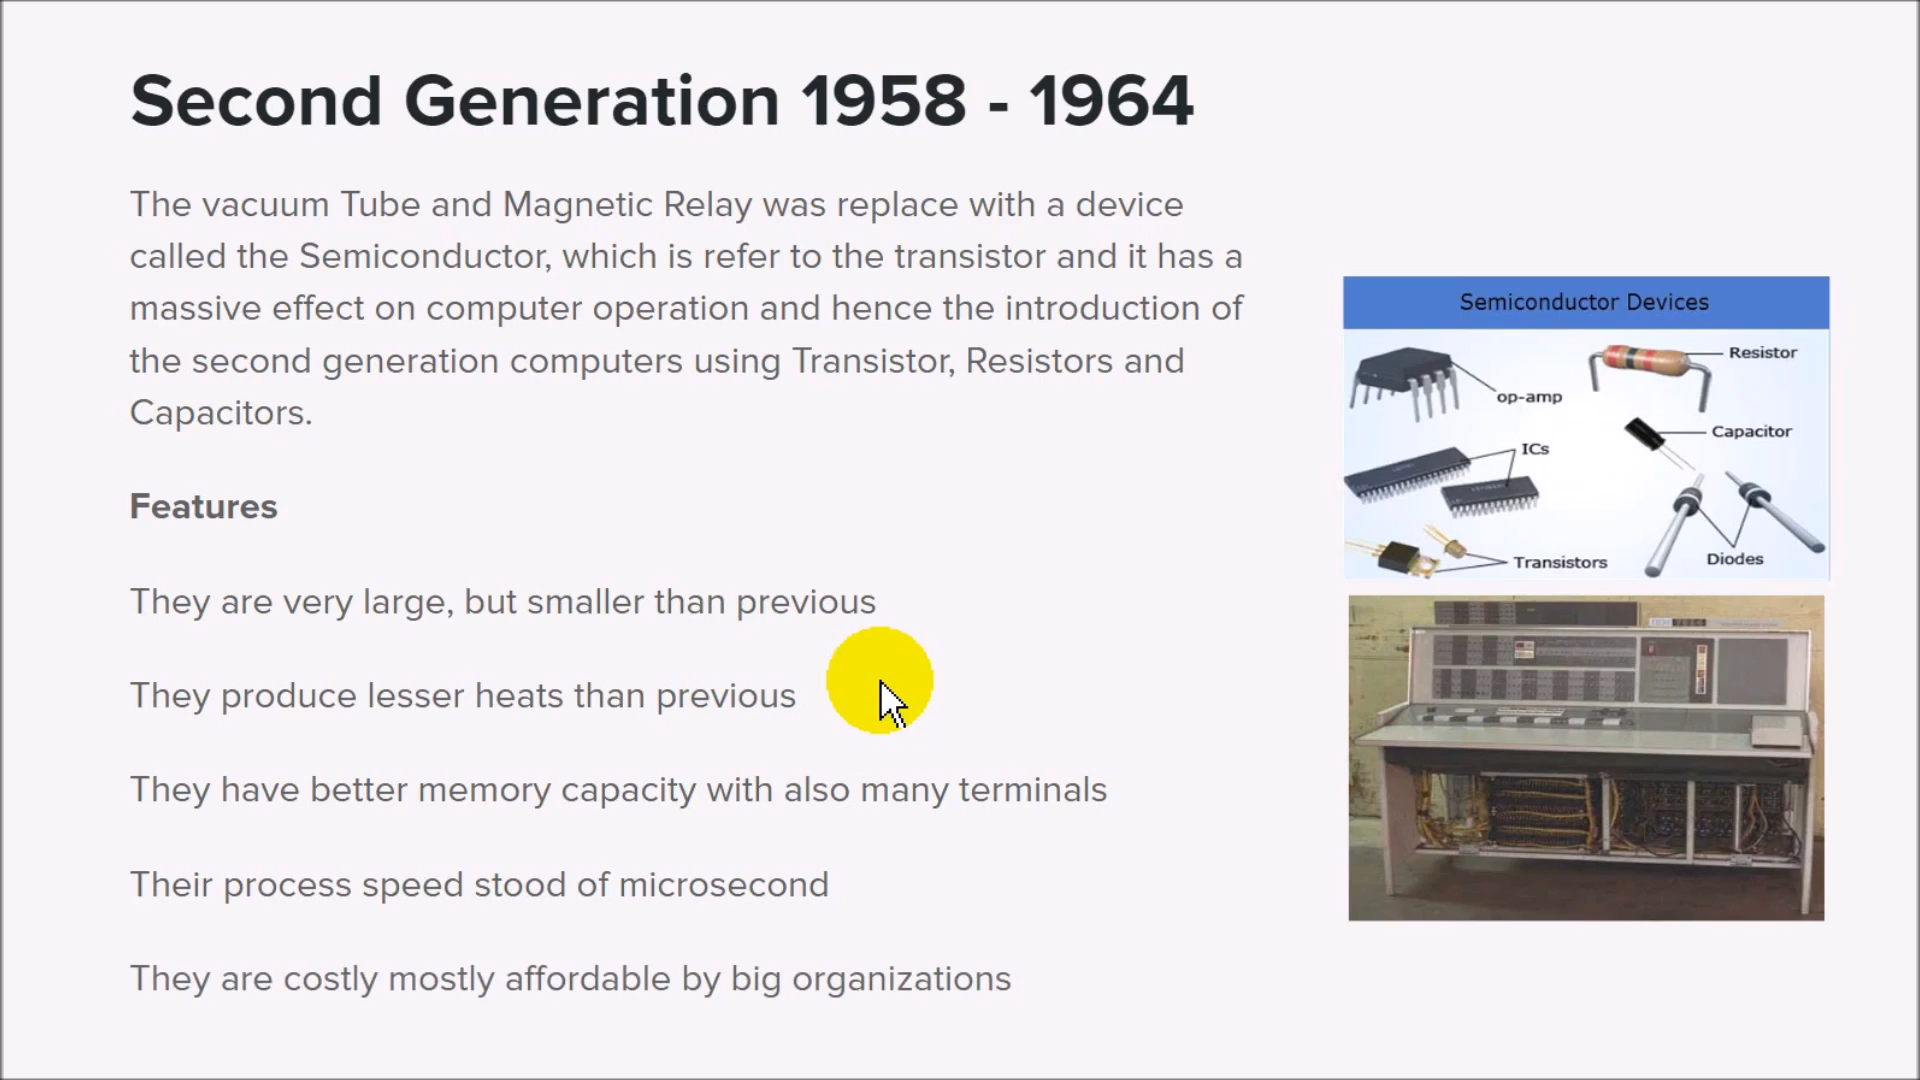 Second Generation 1958 - 1964
The vacuum Tube and Magnetic Relay was replace with a device
called the Semiconductor, which is refer to the transistor and it has a
massive effect on computer operation and hence the introduction of
the second generation computers using Transistor, Resistors and
Capacitors.
Features
They are very large, but smaller than previous
They produce lesser heats than previous
They have better memory capacity with also many terminals
Their process speed stood of microsecond
They are costly mostly affordable by big organizations
Semiconductor Devices
Resistor
op-amp
Capacitor
ICs
Transistors
Diodes